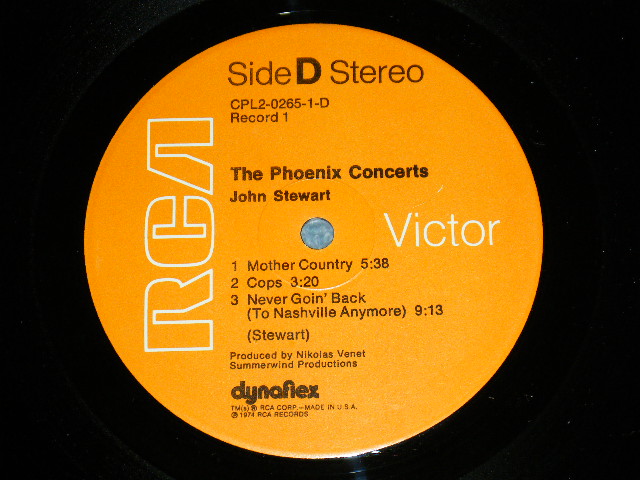 Side D Stereo
CPL2-0265-1-D
Record 1
The Phoenix Concerts
John Stewart
RCA
Victor
1 Mother Country 5:38
2 Cops 3:20
3 Never Goin' Back
(To Nashville Anymore) 9:13
(Stewart)
Produced by Nikolas Venet
Summerwind Productions
dynaflex
TM(s) ® RCA CORP.—MADE IN U.S.A.
℗ 1974 RCA RECORDS